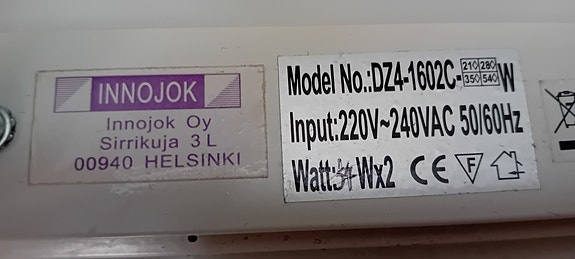 INNOJOK
Innojok Oy
Sirrikuja 3 L
00940 HELSINKI
Model No.:DZ4-1602C-210 280 350 540 W
Input:220V~240VAC 50/60Hz
Watt: Wx2 CE F